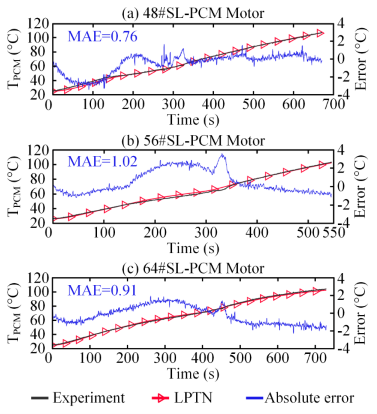 (a) 48#SL-PCM Motor
MAE=0.76
120
100
80
60
40
20
T_PCM (°C)
4
3
2
1
0
-1
-2
-3
-4
Error (°C)
0 100 200 300 400 500 600 700
Time (s)
(b) 56#SL-PCM Motor
MAE=1.02
120
100
80
60
40
20
T_PCM (°C)
4
2
0
-2
-4
Error (°C)
0 100 200 300 400 500 550
Time (s)
(c) 64#SL-PCM Motor
MAE=0.91
120
100
80
60
40
20
T_PCM (°C)
4
2
0
-2
-4
Error (°C)
0 100 200 300 400 500 600 700
Time (s)
Experiment LPTN Absolute error